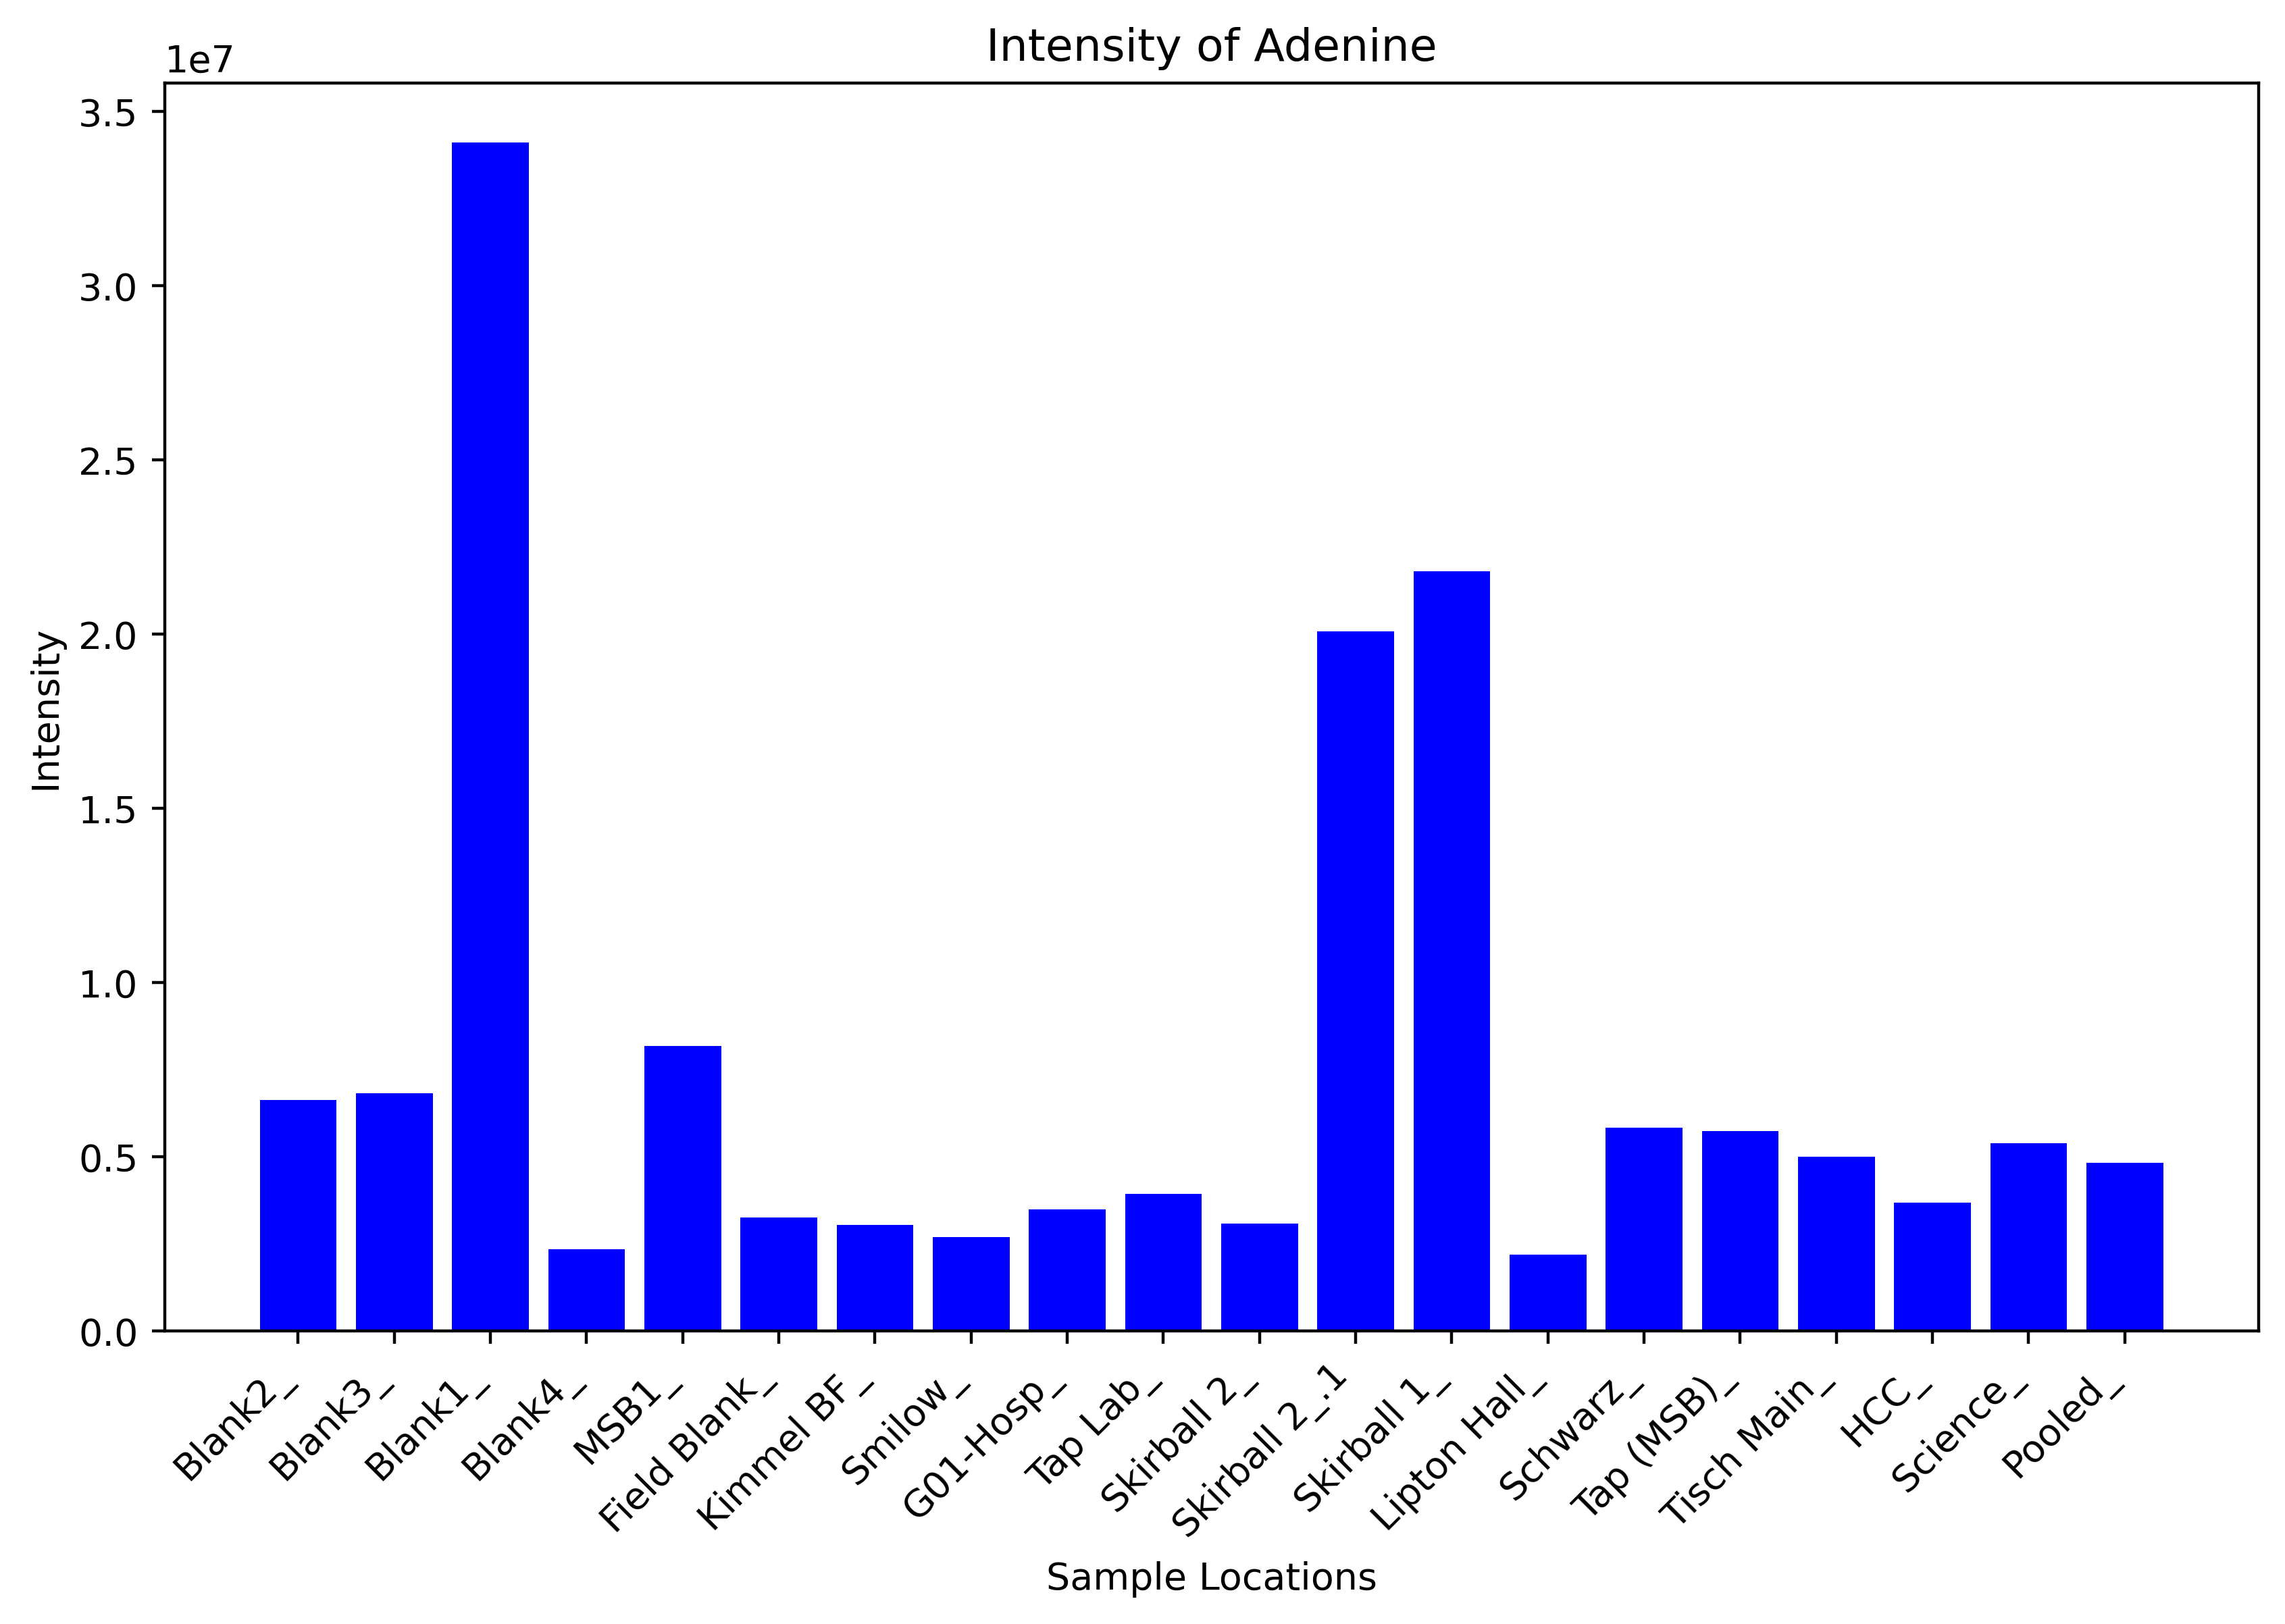 Intensity of Adenine
1e7
3.5
3.0
2.5
2.0
1.5
1.0
0.5
0.0
Intensity
Blank2_
Blank3_
Blank1_
Blank4_
MSB1_
Field Blank_
Kimmel BF_
Smilow_
G01-Hosp_
Tap Lab_
Skirball 2_
Skirball 2_.1
Skirball 1_
Lipton Hall_
Schwarz_
Tap (MSB)_
Tisch Main_
HCC_
Science_
Pooled_
Sample Locations